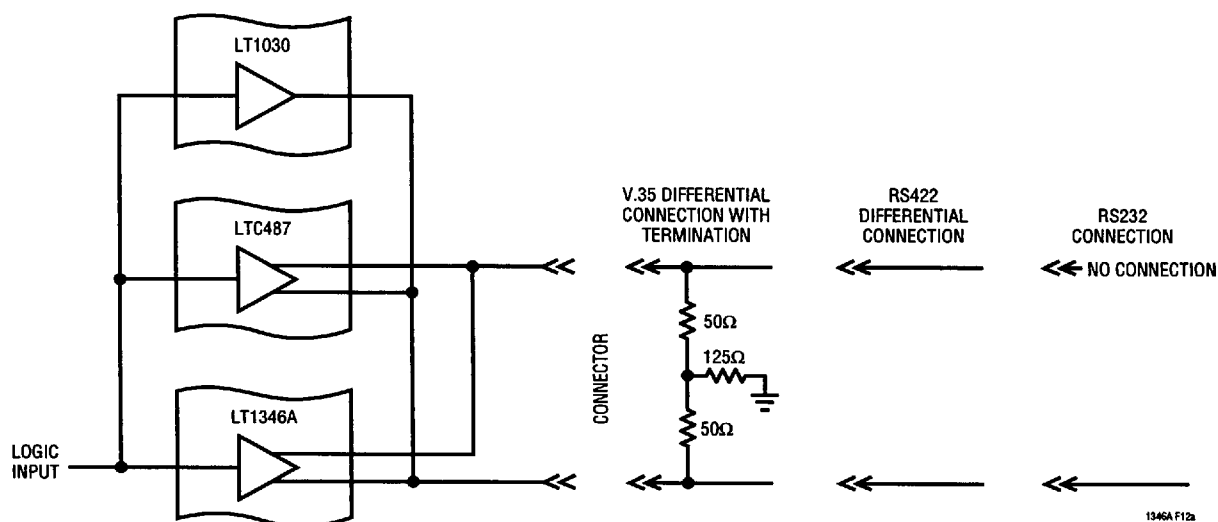 LT1030
LTC487
LT1346A
LOGIC
INPUT
CONNECTOR
V.35 DIFFERENTIAL
CONNECTION WITH
TERMINATION
50Ω
125Ω
50Ω
RS422
DIFFERENTIAL
CONNECTION
RS232
CONNECTION
NO CONNECTION
1346A F12a